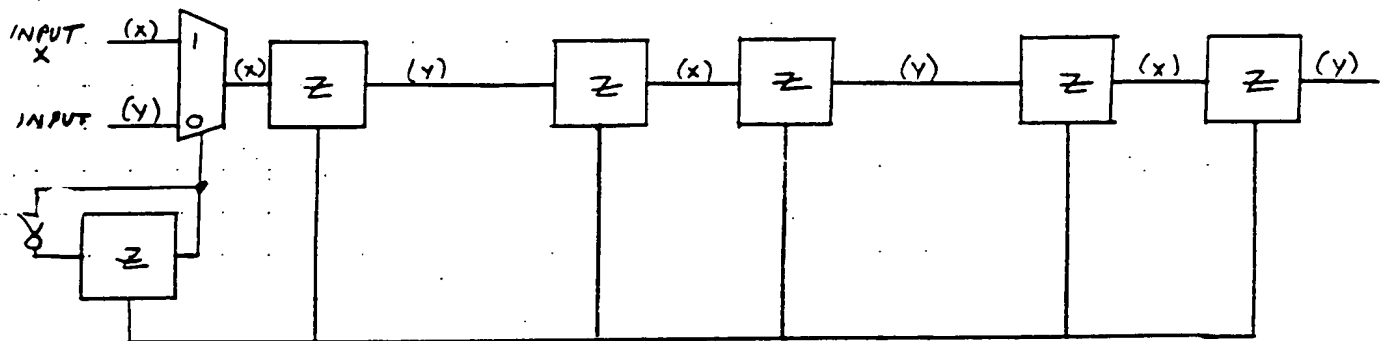 INPUT (X) 1
X
(X) Z (Y) Z (X) Z (Y) Z (X) Z (Y)
INPUT (Y) 0
Z